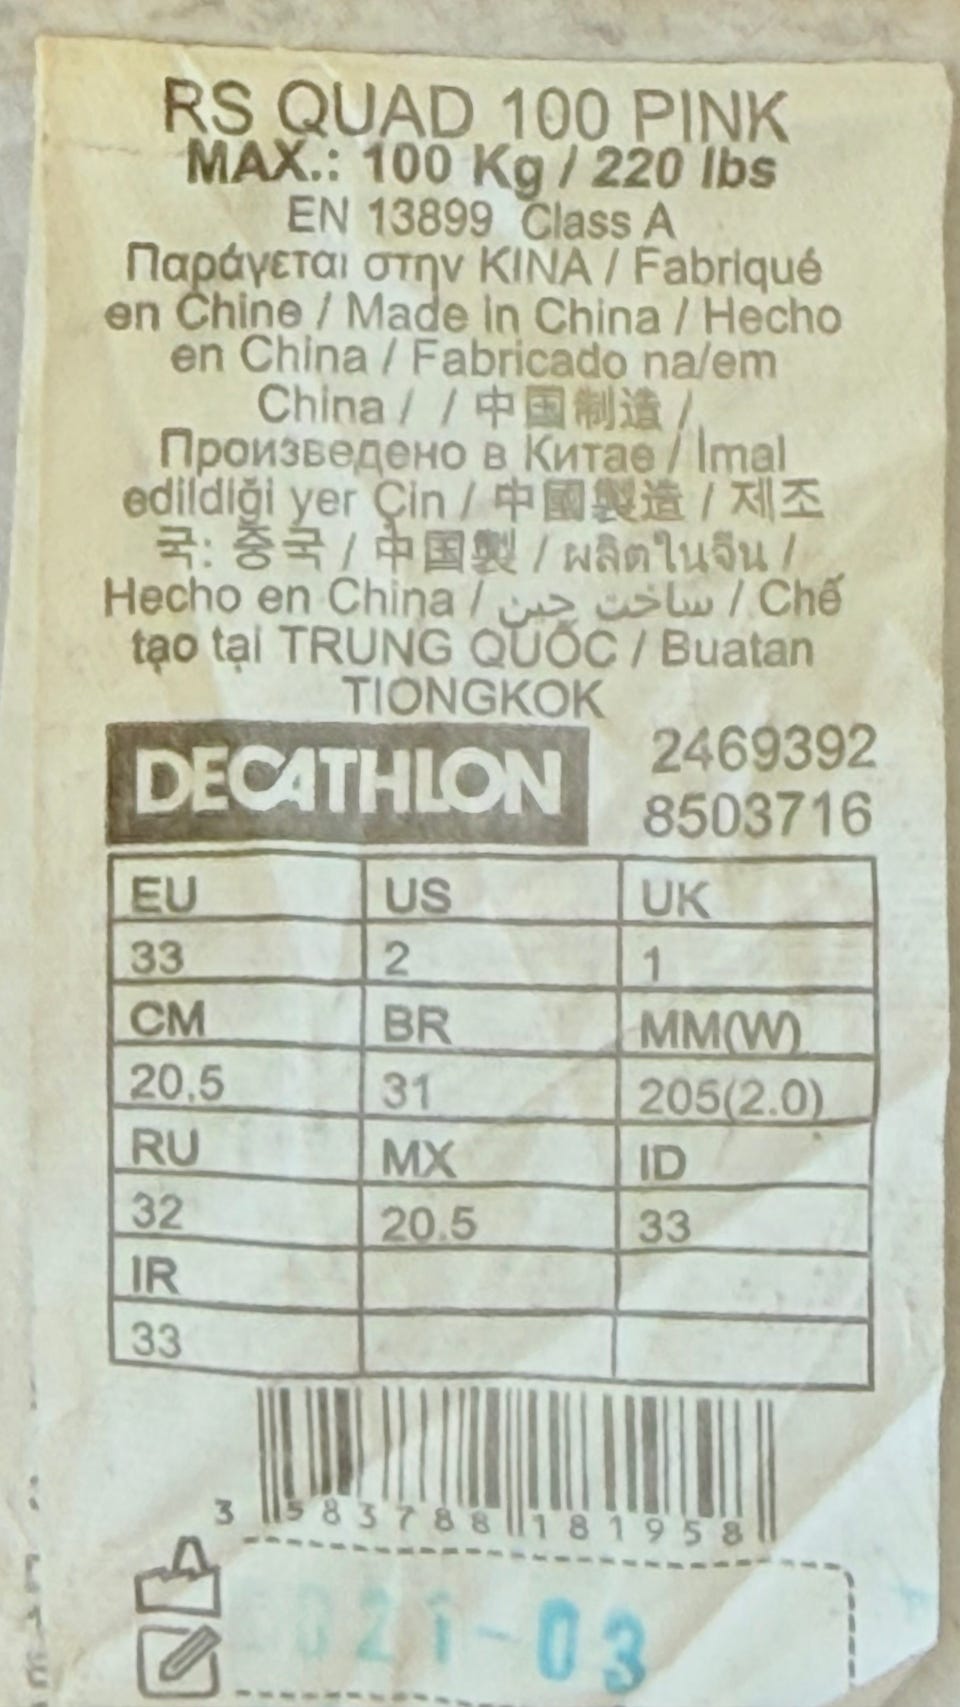 RS QUAD 100 PINK
MAX.: 100 Kg / 220 lbs
EN 13899 Class A
Παράγεται στην ΚΙΝΑ / Fabriqué
en Chine / Made in China / Hecho
en China / Fabricado na/em
China / / 中国制造 /
Произведено в Китае / Imal
edildiği yer Çin / 中國製造 / 제조
국: 중국 / 中国製 / ผลิตในจีน /
Hecho en China / ساخت چین / Chế
tạo tại TRUNG QUỐC / Buatan
TIONGKOK
DECATHLON 2469392
8503716
EU US UK
33 2 1
CM BR MM(W)
20.5 31 205(2.0)
RU MX ID
32 20.5 33
IR
33
3 583788 181958
2021-03